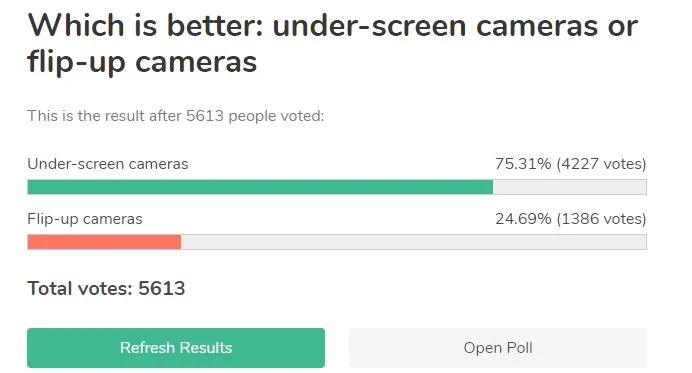 Which is better: under-screen cameras or
flip-up cameras
This is the result after 5613 people voted:
Under-screen cameras 75.31% (4227 votes)
Flip-up cameras 24.69% (1386 votes)
Total votes: 5613
Refresh Results Open Poll